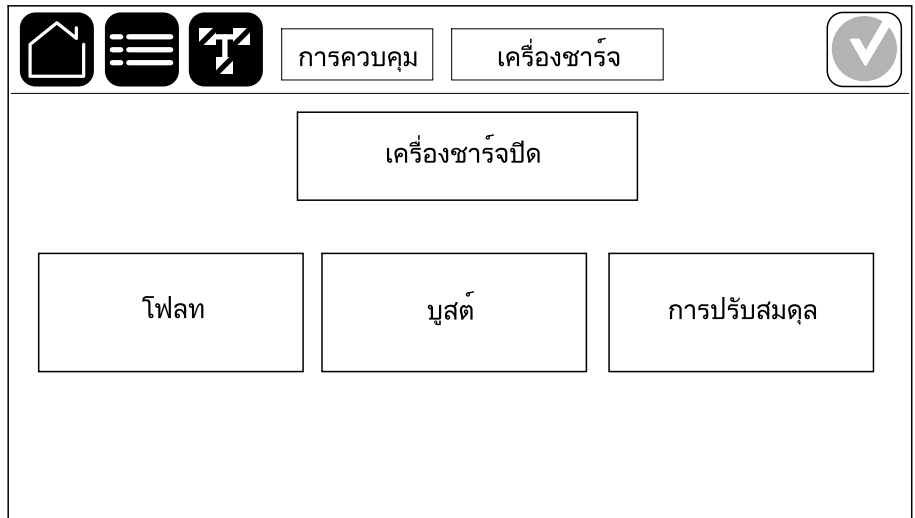 การควบคุม
เครื่องชาร์จ
เครื่องชาร์จปิด
โฟลท
บูสต์
การปรับสมดุล